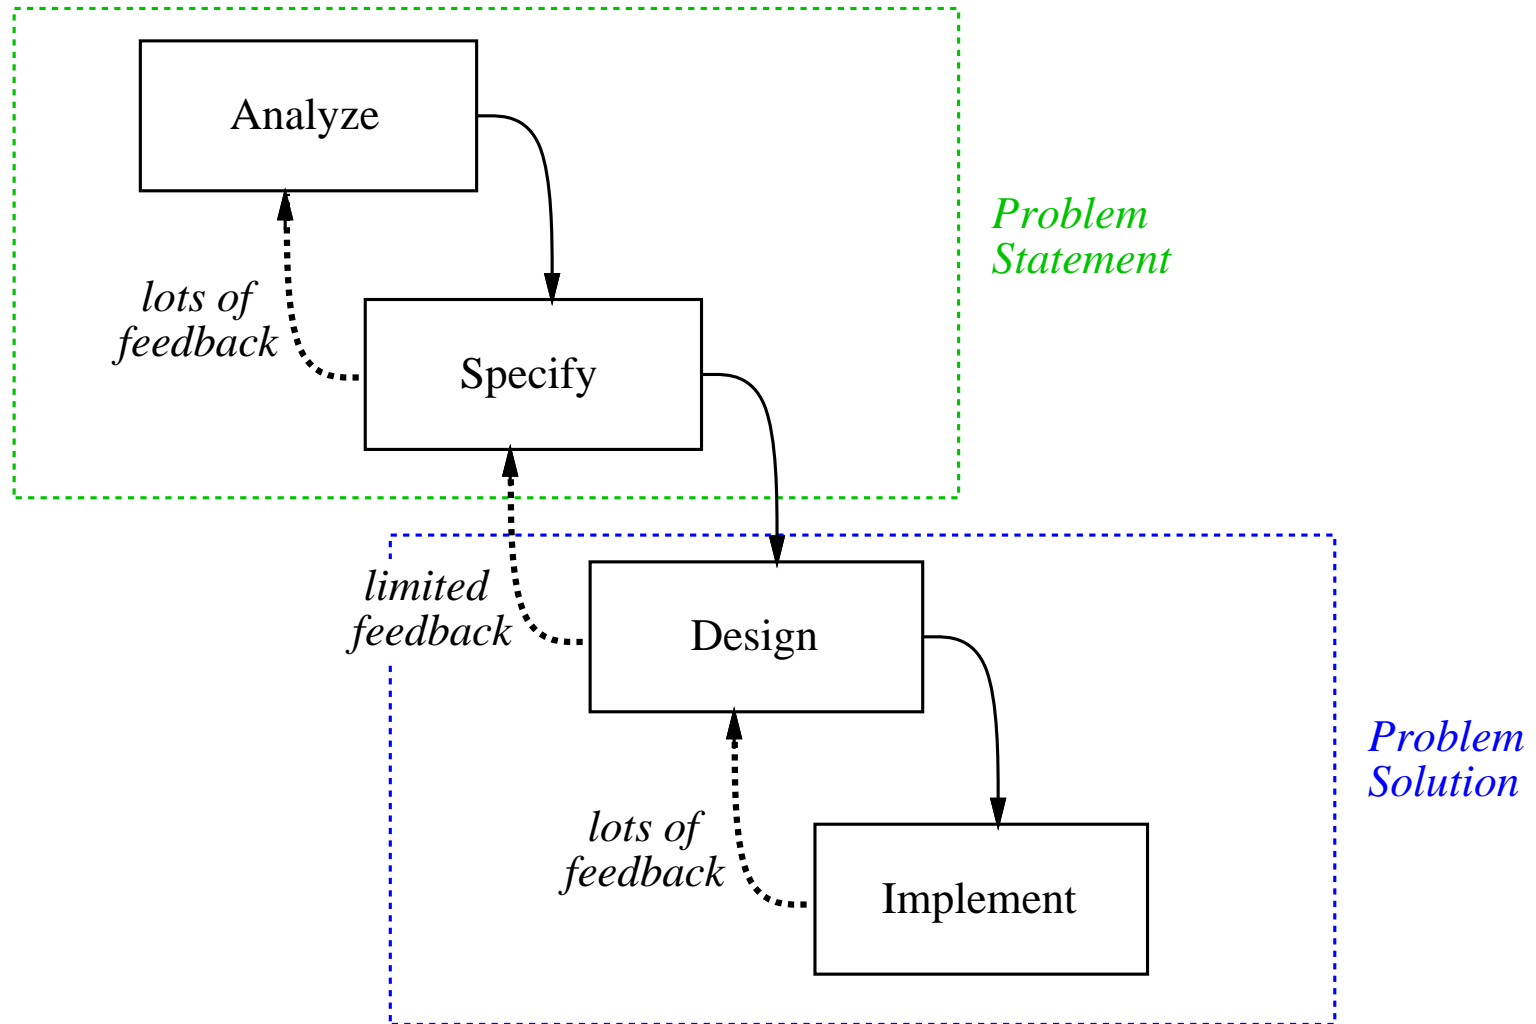 Analyze
Problem
Statement
lots of
feedback
Specify
limited
feedback
Design
Problem
Solution
lots of
feedback
Implement